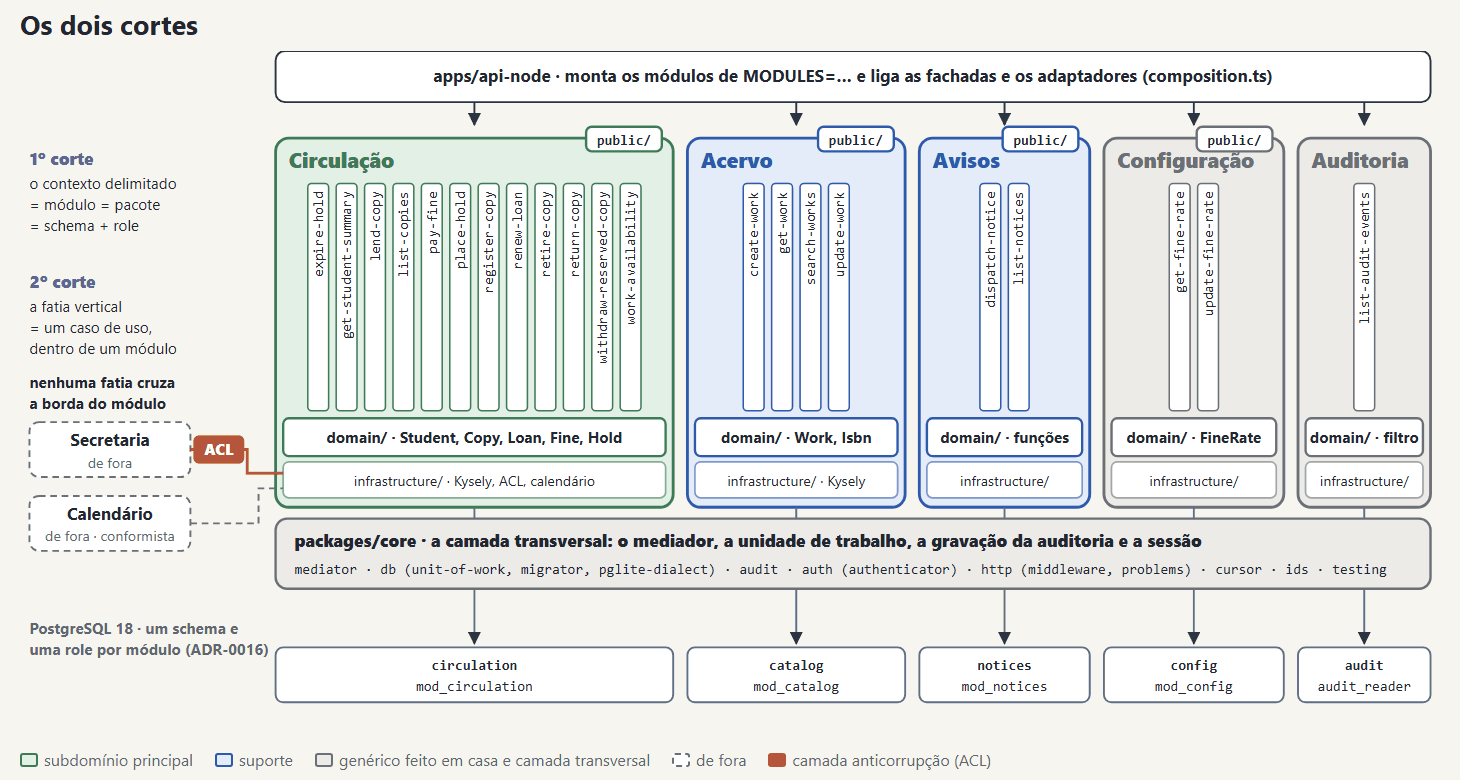 Os dois cortes
apps/api-node · monta os módulos de MODULES=... e liga as fachadas e os adaptadores (composition.ts)
1º corte
o contexto delimitado
= módulo = pacote
= schema + role
2º corte
a fatia vertical
= um caso de uso,
dentro de um módulo
nenhuma fatia cruza
a borda do módulo
Secretaria
de fora
ACL
Calendário
de fora · conformista
public/
Circulação
expire-hold
get-student-summary
lend-copy
list-copies
pay-fine
place-hold
register-copy
renew-loan
retire-copy
return-copy
withdraw-reserved-copy
work-availability
domain/ · Student, Copy, Loan, Fine, Hold
infrastructure/ · Kysely, ACL, calendário
public/
Acervo
create-work
get-work
search-works
update-work
domain/ · Work, Isbn
infrastructure/ · Kysely
public/
Avisos
dispatch-notice
list-notices
domain/ · funções
infrastructure/
public/
Configuração
get-fine-rate
update-fine-rate
domain/ · FineRate
infrastructure/
Auditoria
list-audit-events
domain/ · filtro
infrastructure/
packages/core · a camada transversal: o mediador, a unidade de trabalho, a gravação da auditoria e a sessão
mediator · db (unit-of-work, migrator, pglite-dialect) · audit · auth (authenticator) · http (middleware, problems) · cursor · ids · testing
PostgreSQL 18 · um schema e
uma role por módulo (ADR-0016)
circulation
mod_circulation
catalog
mod_catalog
notices
mod_notices
config
mod_config
audit
audit_reader
subdomínio principal
suporte
genérico feito em casa e camada transversal
de fora
camada anticorrupção (ACL)